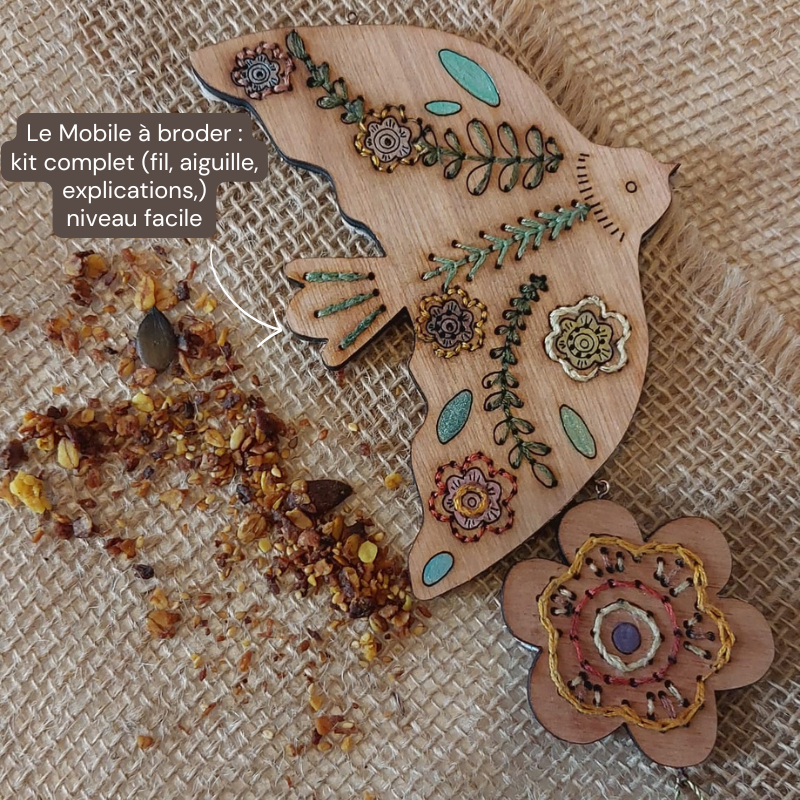 Le Mobile à broder :
kit complet (fil, aiguille,
explications,)
niveau facile